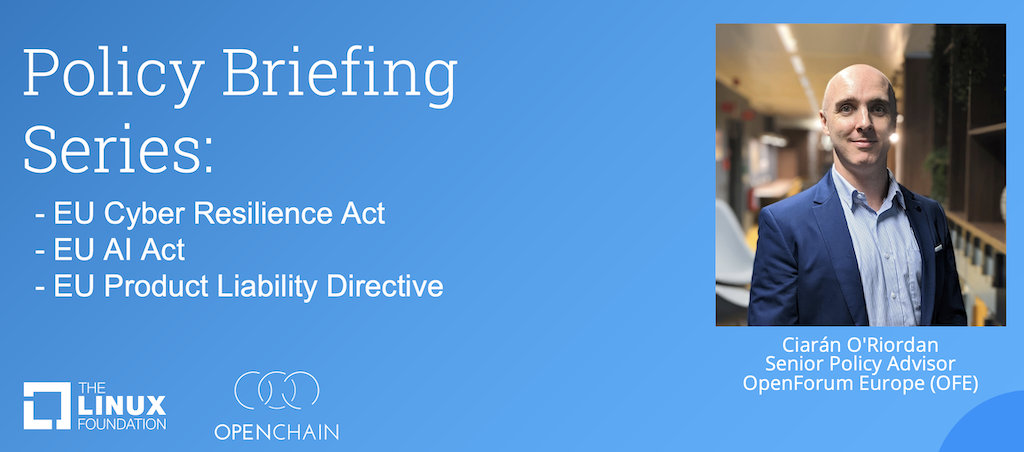 Policy Briefing
Series:
- EU Cyber Resilience Act
- EU AI Act
- EU Product Liability Directive
Ciarán O'Riordan
Senior Policy Advisor
OpenForum Europe (OFE)
THE
LINUX
FOUNDATION
OPENCHAIN